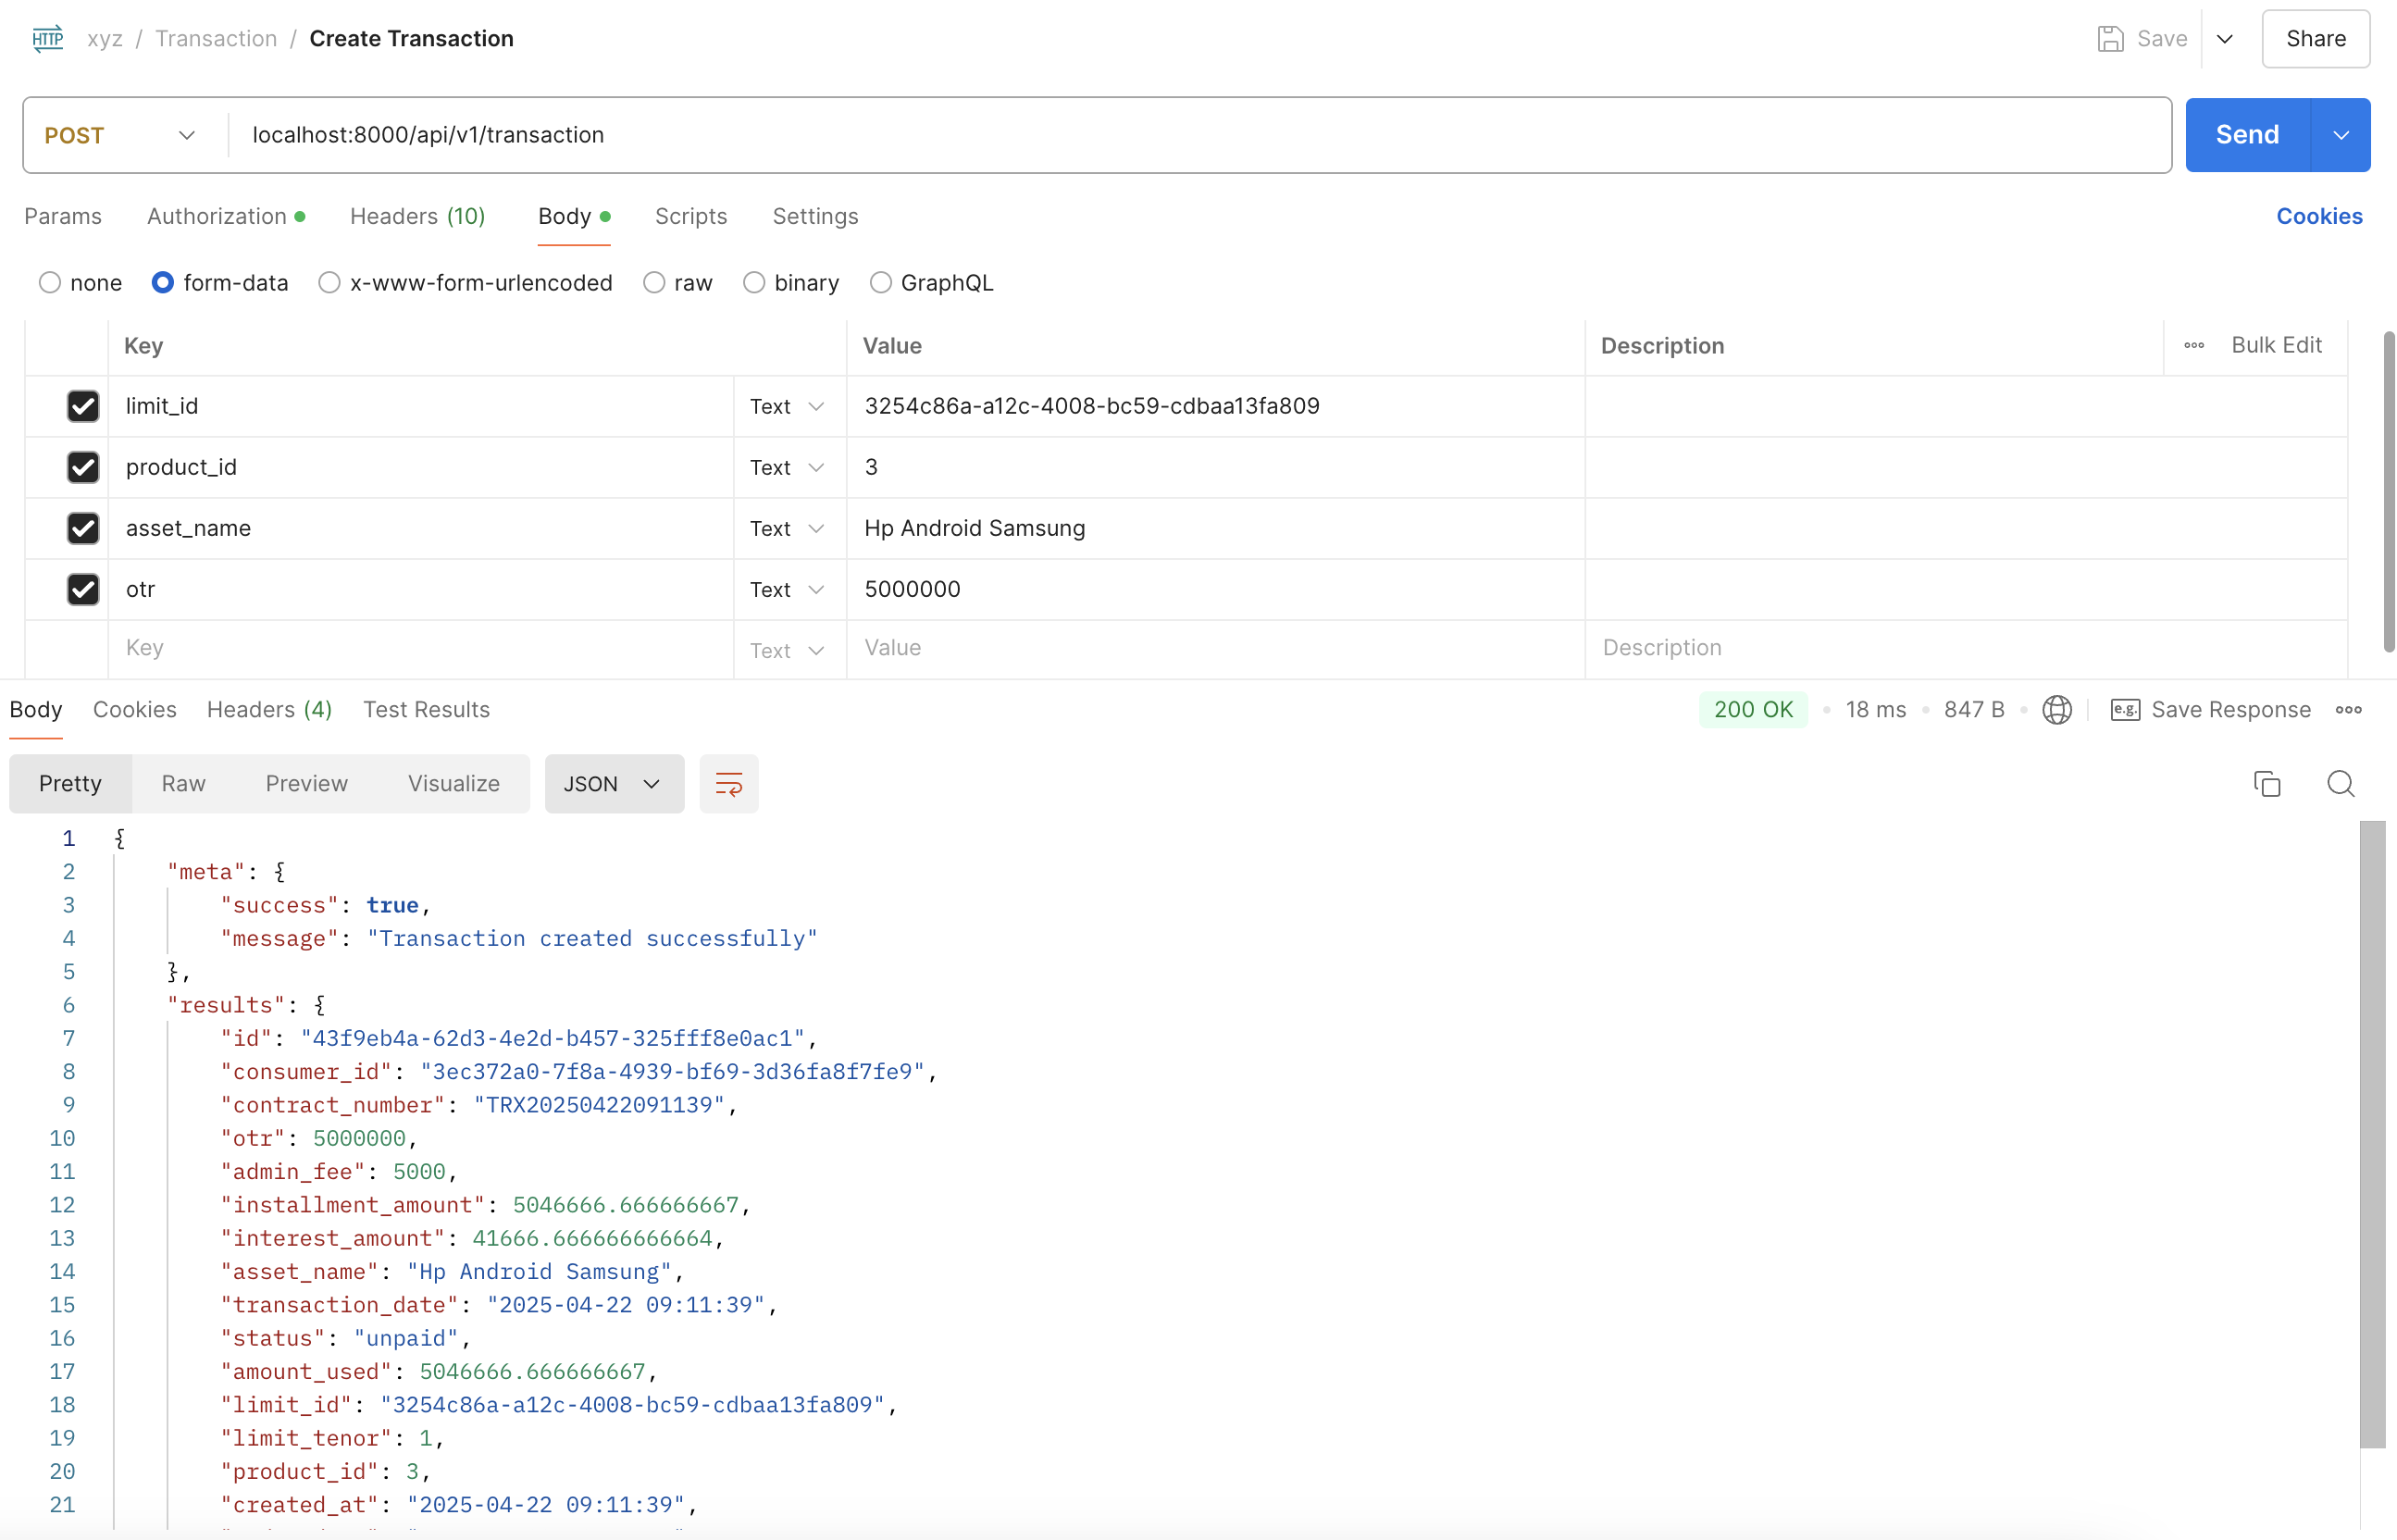 HTTP xyz / Transaction / Create Transaction Save Share
POST localhost:8000/api/v1/transaction Send
Params Authorization Headers (10) Body Scripts Settings Cookies
none form-data x-www-form-urlencoded raw binary GraphQL
Key Value Description Bulk Edit
limit_id Text 3254c86a-a12c-4008-bc59-cdbaa13fa809
product_id Text 3
asset_name Text Hp Android Samsung
otr Text 5000000
Key Text Value Description
Body Cookies Headers (4) Test Results 200 OK 18 ms 847 B e.g. Save Response
Pretty Raw Preview Visualize JSON
1 {
2 "meta": {
3 "success": true,
4 "message": "Transaction created successfully"
5 },
6 "results": {
7 "id": "43f9eb4a-62d3-4e2d-b457-325fff8e0ac1",
8 "consumer_id": "3ec372a0-7f8a-4939-bf69-3d36fa8f7fe9",
9 "contract_number": "TRX20250422091139",
10 "otr": 5000000,
11 "admin_fee": 5000,
12 "installment_amount": 5046666.666666667,
13 "interest_amount": 41666.666666666664,
14 "asset_name": "Hp Android Samsung",
15 "transaction_date": "2025-04-22 09:11:39",
16 "status": "unpaid",
17 "amount_used": 5046666.666666667,
18 "limit_id": "3254c86a-a12c-4008-bc59-cdbaa13fa809",
19 "limit_tenor": 1,
20 "product_id": 3,
21 "created_at": "2025-04-22 09:11:39",